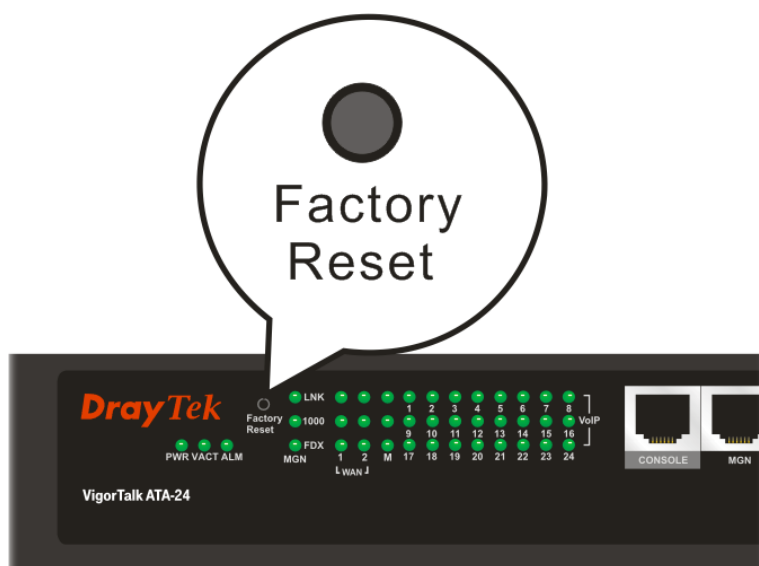 Factory
Reset
DrayTek
Factory
Reset
LNK
1000
FDX
MGN
PWR VACT ALM
1 2 M
WAN
1 2 3 4 5 6 7 8
9 10 11 12 13 14 15 16
17 18 19 20 21 22 23 24
VoIP
CONSOLE
MGN
VigorTalk ATA-24